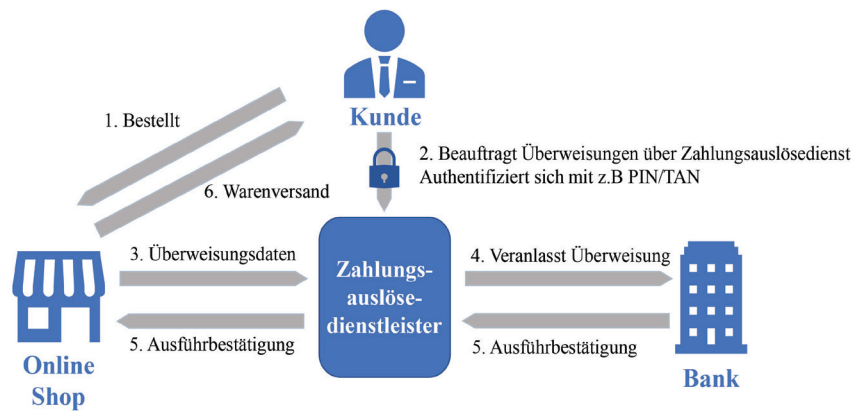 Kunde
1. Bestellt
2. Beauftragt Überweisungen über Zahlungsauslösedienst
Authentifiziert sich mit z.B PIN/TAN
6. Warenversand
3. Überweisungsdaten
Zahlungs-
auslöse-
dienstleister
4. Veranlasst Überweisung
5. Ausführbestätigung
5. Ausführbestätigung
Online
Shop
Bank